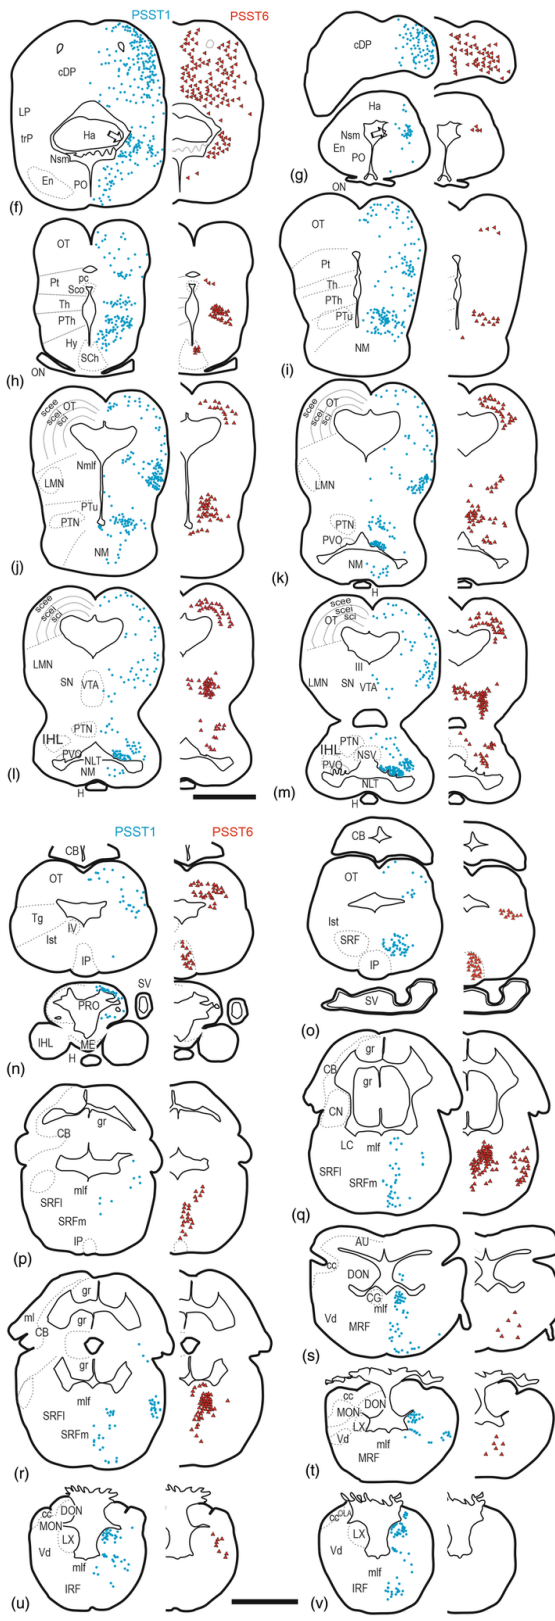 PSST1 PSST6
cDP
LP
trP
Ha
Nsm
En
PO
(f)
cDP
Ha
Nsm
En
PO
ON
(g)
OT
Pt
pc
Sco
Th
PTh
Hy
SCh
ON
(h)
OT
Pt
Th
PTh
PTu
NM
(i)
scee
scei
sci
OT
Nmlf
LMN
PTu
PTN
NM
(j)
scee
scei
sci
OT
LMN
PTN
PVO
NM
H
(k)
scee
scei
sci
OT
LMN
SN
VTA
PTN
IHL
PVO
NLT
NM
H
(l)
scee
scei
sci
OT
III
LMN
SN
VTA
PTN
IHL
NSV
PVO
NLT
H
(m)
PSST1 PSST6
CB
OT
Tg
IV
Ist
IP
PRO
SV
IHL
ME
H
(n)
CB
OT
Ist
SRF
IP
SV
(o)
gr
CB
mlf
SRFl
SRFm
IP
(p)
gr
CB
gr
CN
LC
mlf
SRFl
SRFm
(q)
ml
gr
CB
gr
gr
mlf
SRFl
SRFm
(r)
AU
cc
DON
CG
mlf
Vd
MRF
(s)
cc
DON
MON
LX
Vd
mlf
MRF
(t)
cc
DON
MON
LX
Vd
mlf
IRF
(u)
cc
OLA
LX
Vd
mlf
IRF
(v)